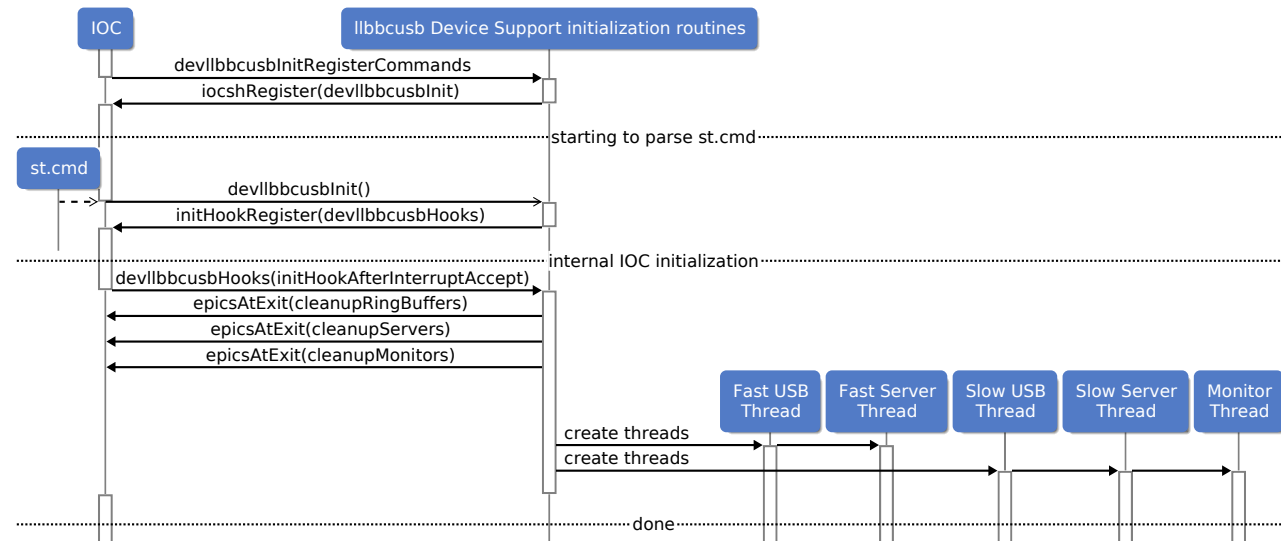 IOC
llbbcusb Device Support initialization routines
devllbbcusbInitRegisterCommands
iocshRegister(devllbbcusbInit)
starting to parse st.cmd
st.cmd
devllbbcusbInit()
initHookRegister(devllbbcusbHooks)
internal IOC initialization
devllbbcusbHooks(initHookAfterInterruptAccept)
epicsAtExit(cleanupRingBuffers)
epicsAtExit(cleanupServers)
epicsAtExit(cleanupMonitors)
Fast USB
Thread
Fast Server
Thread
Slow USB
Thread
Slow Server
Thread
Monitor
Thread
create threads
create threads
done